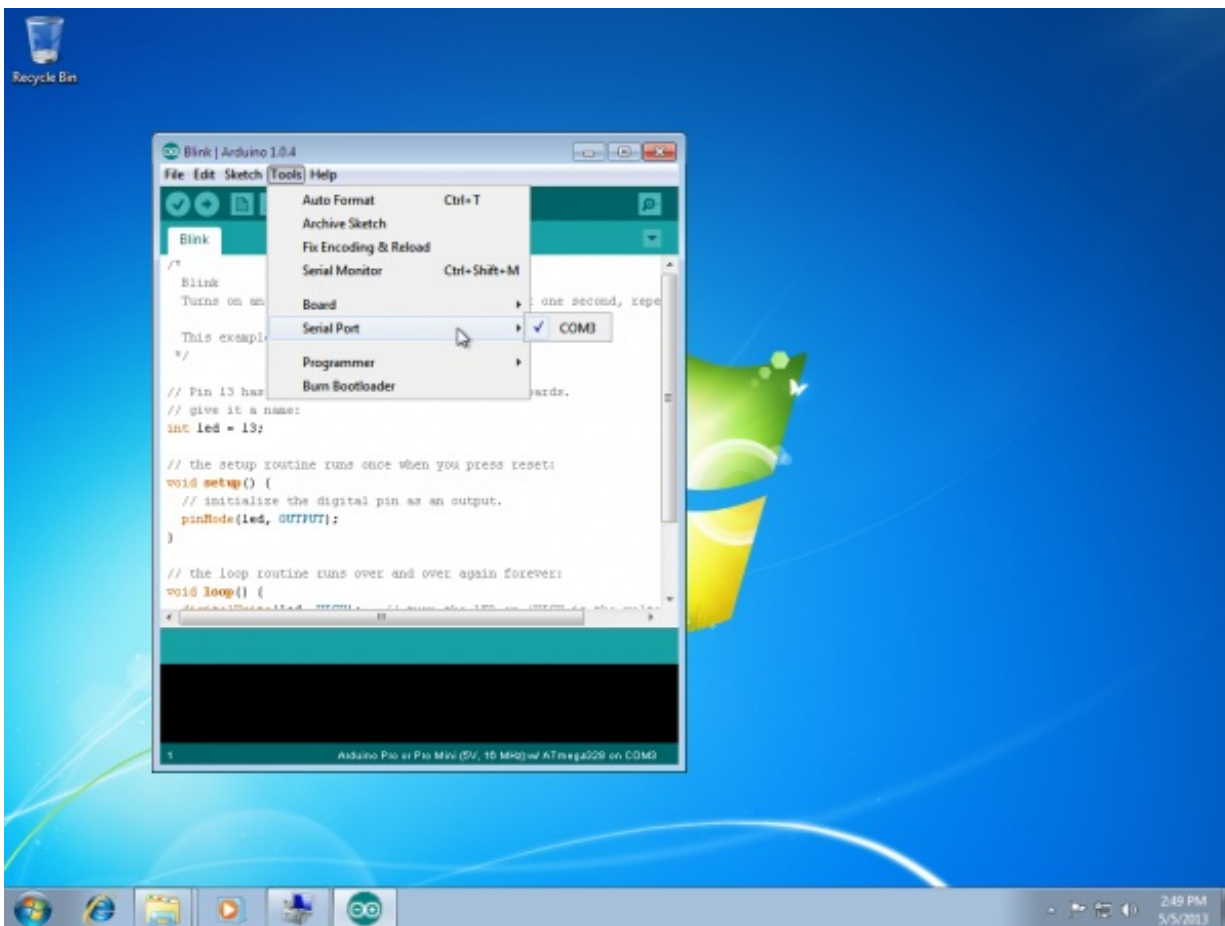 Recycle Bin
Blink | Arduino 1.0.4
File Edit Sketch Tools Help
Auto Format Ctrl+T
Archive Sketch
Fix Encoding & Reload
Serial Monitor Ctrl+Shift+M
Board
Serial Port
COM3
Programmer
Burn Bootloader
Blink
/*
Blink
Turns on an one second, repe
This exampl
*/
// Pin 13 has oards.
// give it a name:
int led = 13;
// the setup routine runs once when you press reset:
void setup() {
// initialize the digital pin as an output.
pinMode(led, OUTPUT);
}
// the loop routine runs over and over again forever:
void loop() {
1
Arduino Pro or Pro Mini (5V, 16 MHz) w/ ATmega328 on COM3
2:49 PM
5/5/2013